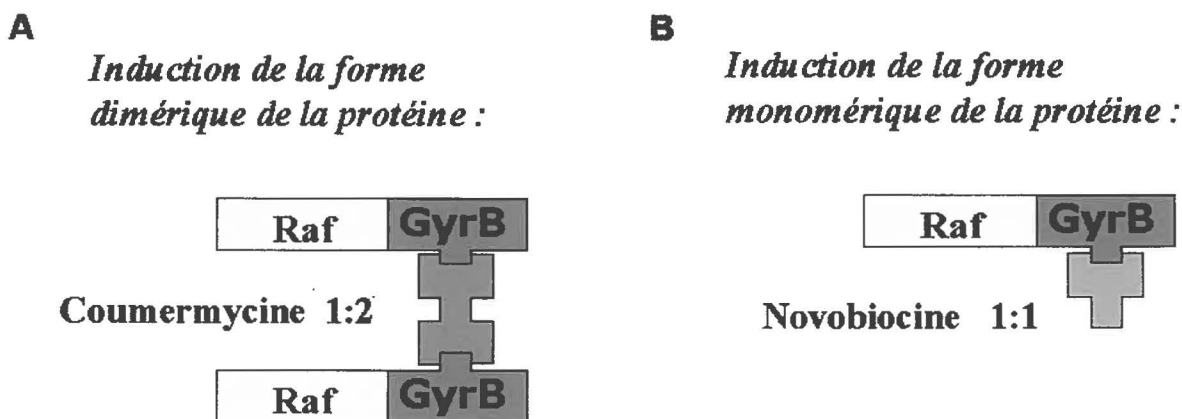 A
Induction de la forme
dimérique de la protéine :
Raf GyrB
Coumermycine 1:2
Raf GyrB
B
Induction de la forme
monomérique de la protéine :
Raf GyrB
Novobiocine 1:1